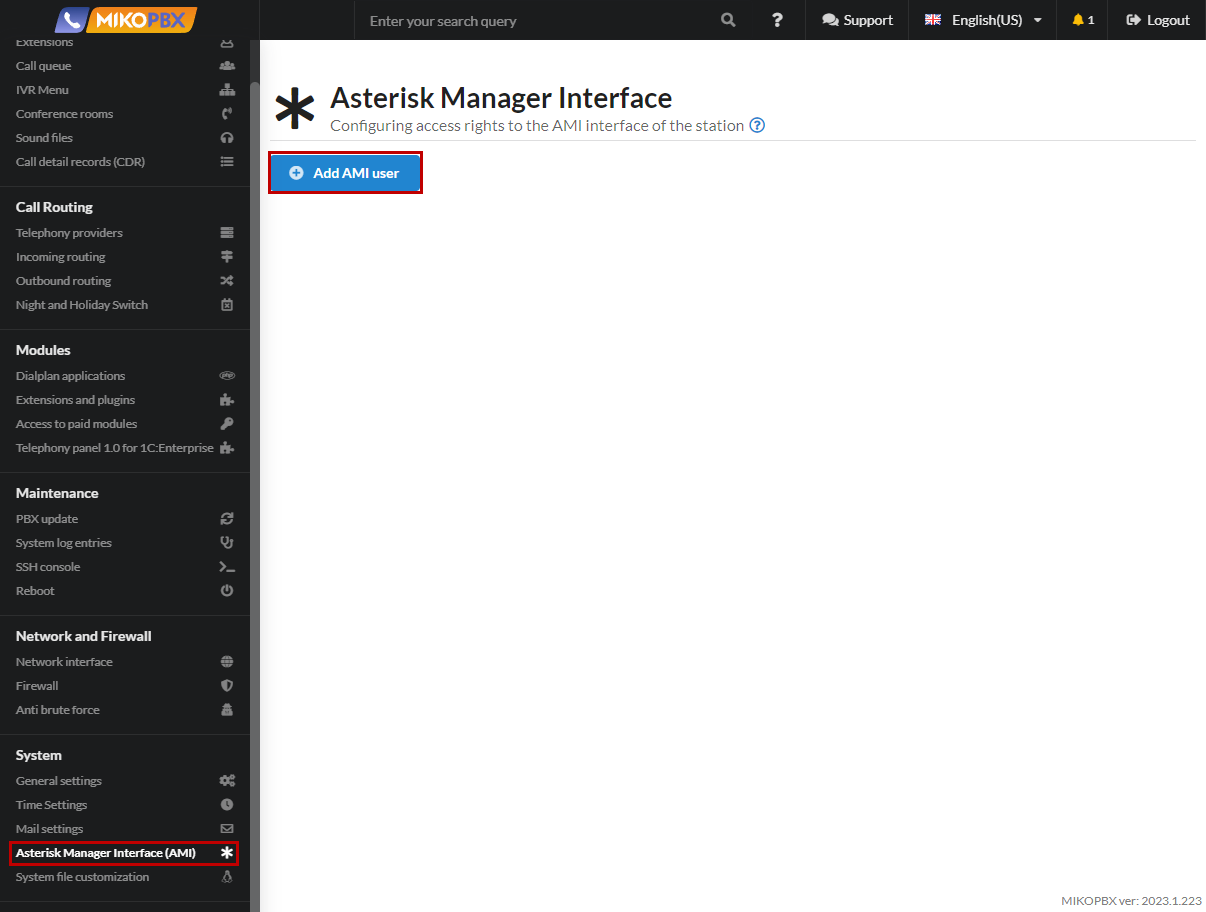 MIKOPBX
Enter your search query
?
Support
English(US)
1
Logout
Extensions
Call queue
IVR Menu
Conference rooms
Sound files
Call detail records (CDR)
Call Routing
Telephony providers
Incoming routing
Outbound routing
Night and Holiday Switch
Modules
Dialplan applications
php
Extensions and plugins
Access to paid modules
Telephony panel 1.0 for 1C:Enterprise
Maintenance
PBX update
System log entries
SSH console
Reboot
Network and Firewall
Network interface
Firewall
Anti brute force
System
General settings
Time Settings
Mail settings
Asterisk Manager Interface (AMI)
System file customization
Asterisk Manager Interface
Configuring access rights to the AMI interface of the station ?
Add AMI user
MIKOPBX ver: 2023.1.223